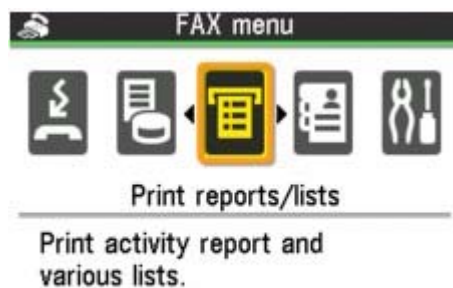 FAX menu
Print reports/lists
Print activity report and
various lists.